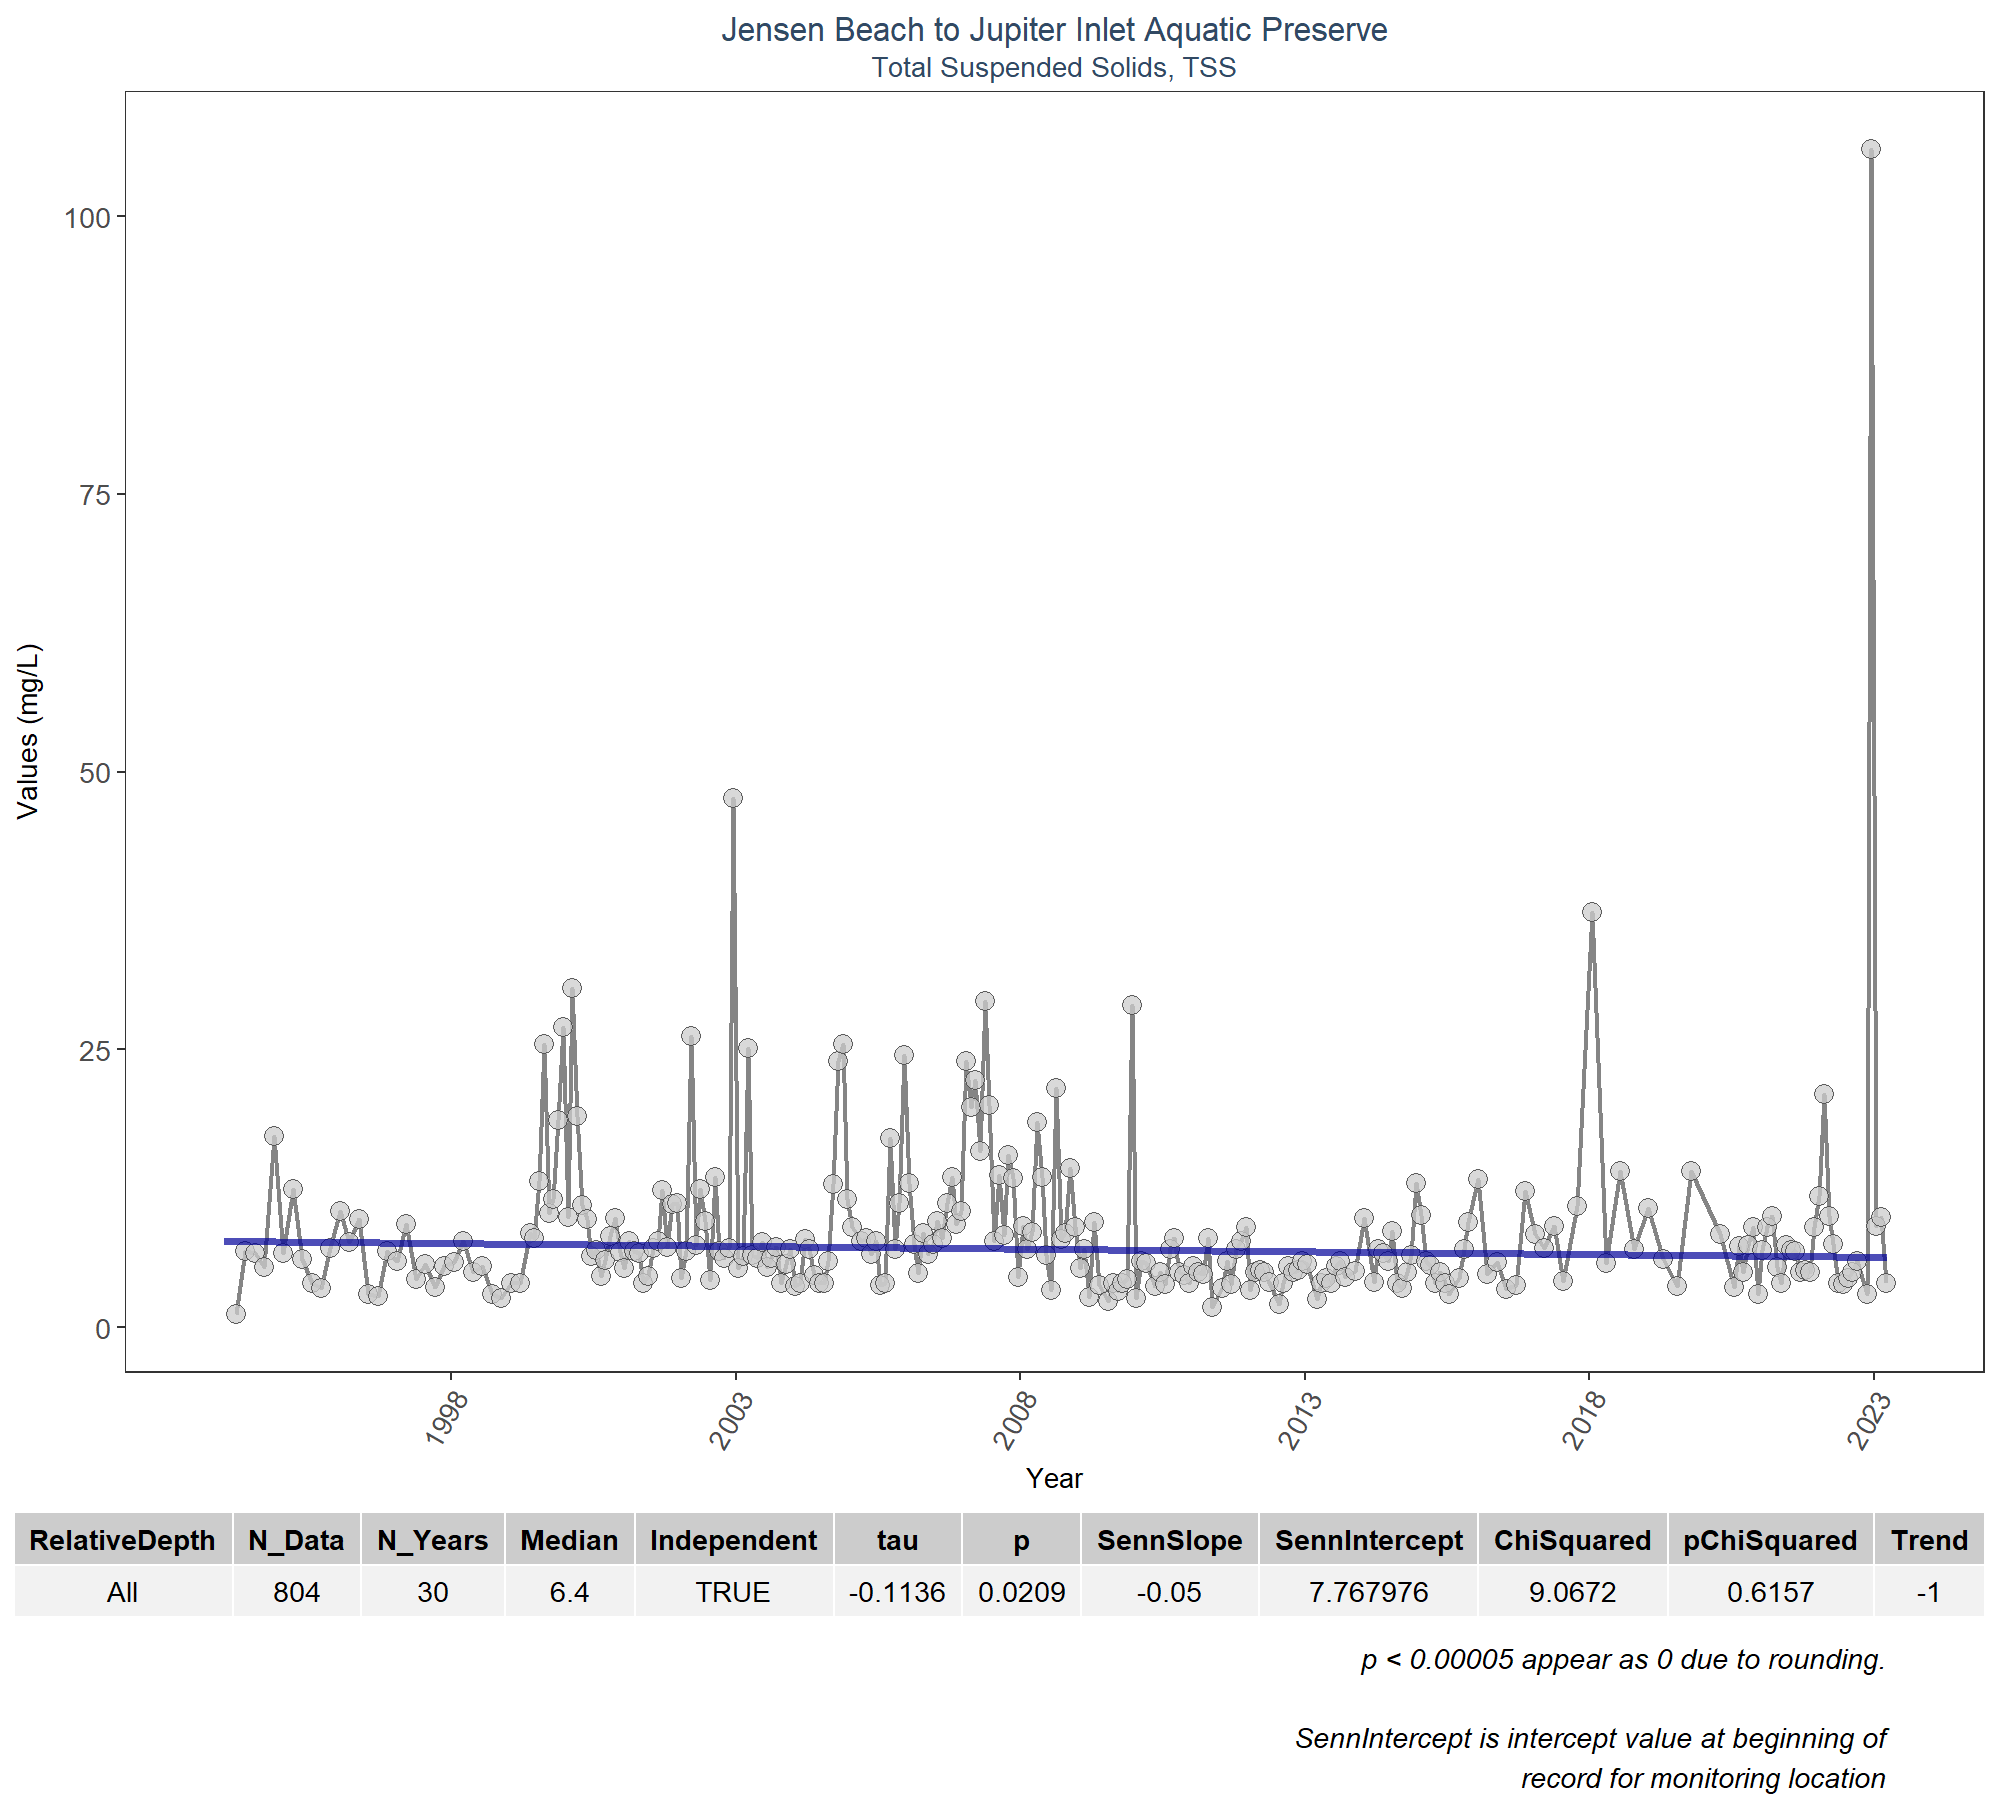 Jensen Beach to Jupiter Inlet Aquatic Preserve
Total Suspended Solids, TSS
Values (mg/L)
100
75
50
25
0
1998 2003 2008 2013 2018 2023
Year
RelativeDepth N_Data N_Years Median Independent tau p SennSlope SennIntercept ChiSquared pChiSquared Trend
All 804 30 6.4 TRUE -0.1136 0.0209 -0.05 7.767976 9.0672 0.6157 -1
p < 0.00005 appear as 0 due to rounding.
SennIntercept is intercept value at beginning of
record for monitoring location